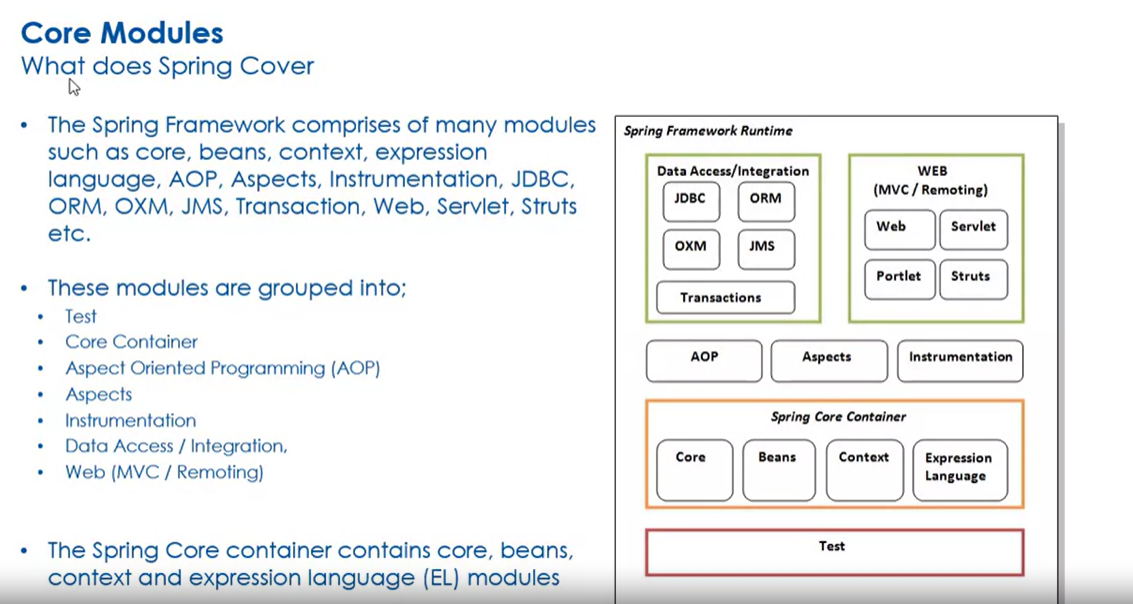 Core Modules
What does Spring Cover
• The Spring Framework comprises of many modules
such as core, beans, context, expression
language, AOP, Aspects, Instrumentation, JDBC,
ORM, OXM, JMS, Transaction, Web, Servlet, Struts
etc.
• These modules are grouped into;
• Test
• Core Container
• Aspect Oriented Programming (AOP)
• Aspects
• Instrumentation
• Data Access / Integration,
• Web (MVC / Remoting)
• The Spring Core container contains core, beans,
context and expression language (EL) modules
Spring Framework Runtime
Data Access/Integration
JDBC ORM
OXM JMS
Transactions
WEB
(MVC / Remoting)
Web Servlet
Portlet Struts
AOP Aspects Instrumentation
Spring Core Container
Core Beans Context Expression
Language
Test